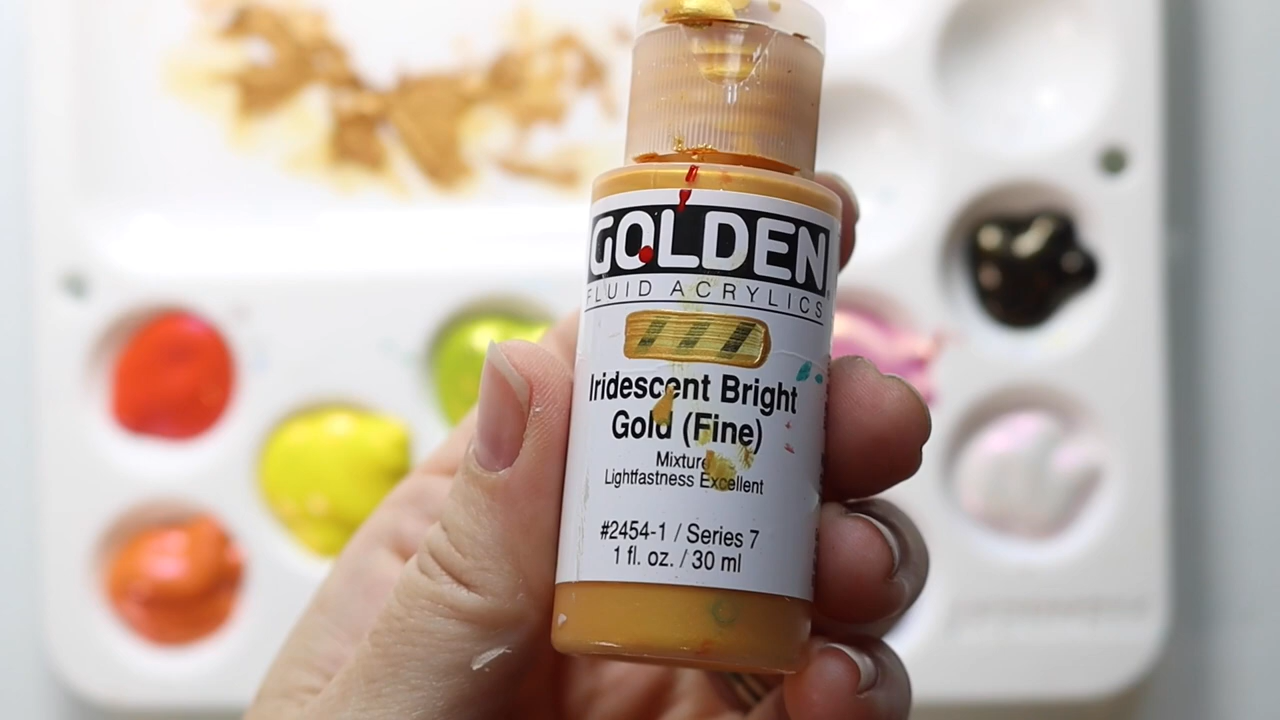 GOLDEN
FLUID ACRYLICS
Iridescent Bright
Gold (Fine)
Mixture
Lightfastness Excellent
#2454-1 / Series 7
1 fl. oz. / 30 ml